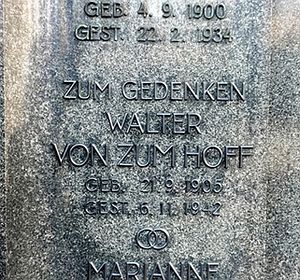 GEB. 4. 9. 1900
GEST. 22. 2. 1934
ZUM GEDENKEN
WALTER
VON ZUM HOFF
GEB. 21. 9. 1905
GEST. 6. 11. 1942
MARIANNE